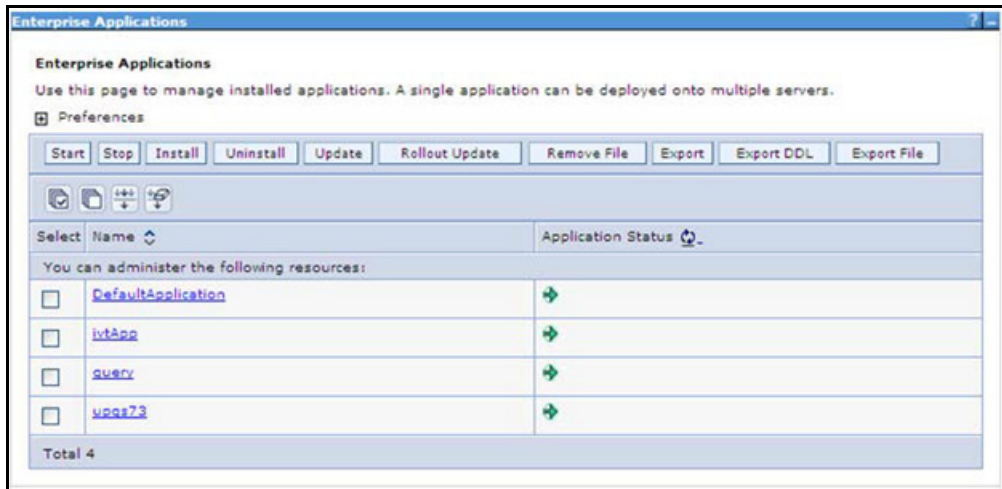 Enterprise Applications ? –
Enterprise Applications
Use this page to manage installed applications. A single application can be deployed onto multiple servers.
Preferences
Start Stop Install Uninstall Update Rollout Update Remove File Export Export DDL Export File
Select Name Application Status
You can administer the following resources:
DefaultApplication
ivtApp
query
upgs73
Total 4